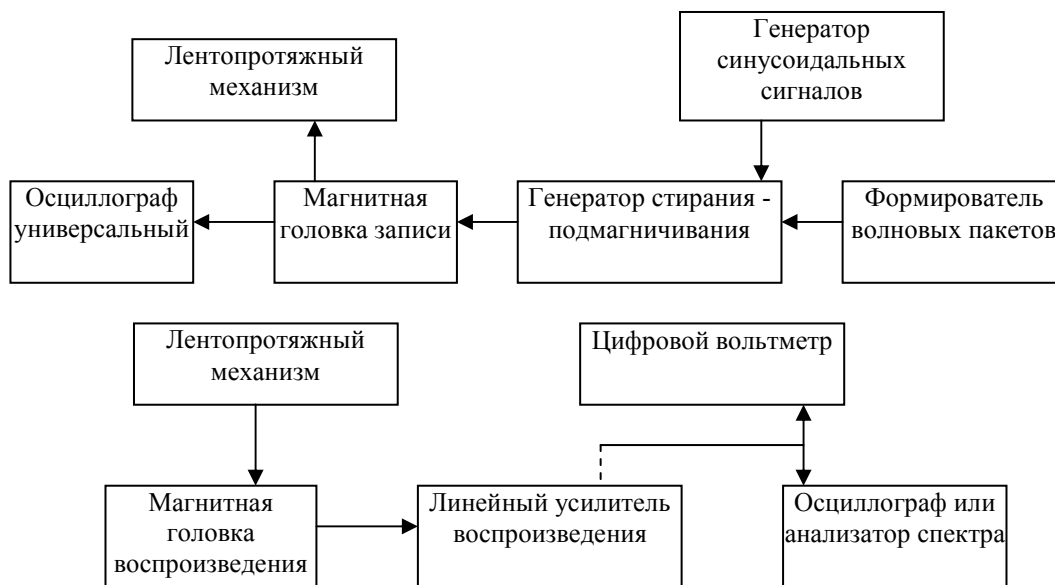 Лентопротяжный
механизм
Генератор
синусоидальных
сигналов
Осциллограф
универсальный
Магнитная
головка записи
Генератор стирания -
подмагничивания
Формирователь
волновых пакетов
Лентопротяжный
механизм
Цифровой вольтметр
Магнитная
головка
воспроизведения
Линейный усилитель
воспроизведения
Осциллограф или
анализатор спектра